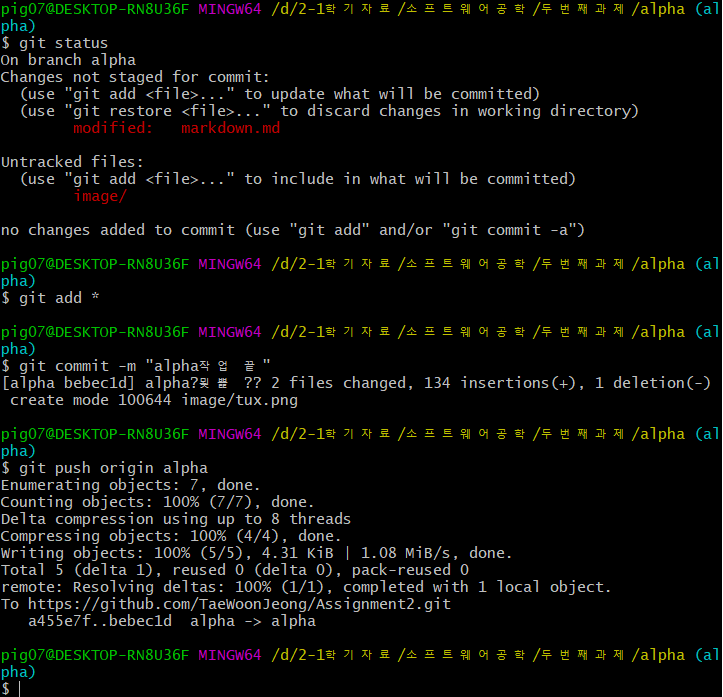 pig07@DESKTOP-RN8U36F MINGW64 /d/2-1학기자료/소프트웨어공학/두번째과제/alpha (al
pha)
$ git status
On branch alpha
Changes not staged for commit:
  (use "git add <file>..." to update what will be committed)
  (use "git restore <file>..." to discard changes in working directory)
        modified:   markdown.md

Untracked files:
  (use "git add <file>..." to include in what will be committed)
        image/

no changes added to commit (use "git add" and/or "git commit -a")

pig07@DESKTOP-RN8U36F MINGW64 /d/2-1학기자료/소프트웨어공학/두번째과제/alpha (al
pha)
$ git add *

pig07@DESKTOP-RN8U36F MINGW64 /d/2-1학기자료/소프트웨어공학/두번째과제/alpha (al
pha)
$ git commit -m "alpha작업 끝"
[alpha bebec1d] alpha? ?? 2 files changed, 134 insertions(+), 1 deletion(-)
 create mode 100644 image/tux.png

pig07@DESKTOP-RN8U36F MINGW64 /d/2-1학기자료/소프트웨어공학/두번째과제/alpha (al
pha)
$ git push origin alpha
Enumerating objects: 7, done.
Counting objects: 100% (7/7), done.
Delta compression using up to 8 threads
Compressing objects: 100% (4/4), done.
Writing objects: 100% (5/5), 4.31 KiB | 1.08 MiB/s, done.
Total 5 (delta 1), reused 0 (delta 0), pack-reused 0
remote: Resolving deltas: 100% (1/1), completed with 1 local object.
To https://github.com/TaeWoonJeong/Assignment2.git
   a455e7f..bebec1d  alpha -> alpha

pig07@DESKTOP-RN8U36F MINGW64 /d/2-1학기자료/소프트웨어공학/두번째과제/alpha (al
pha)
$